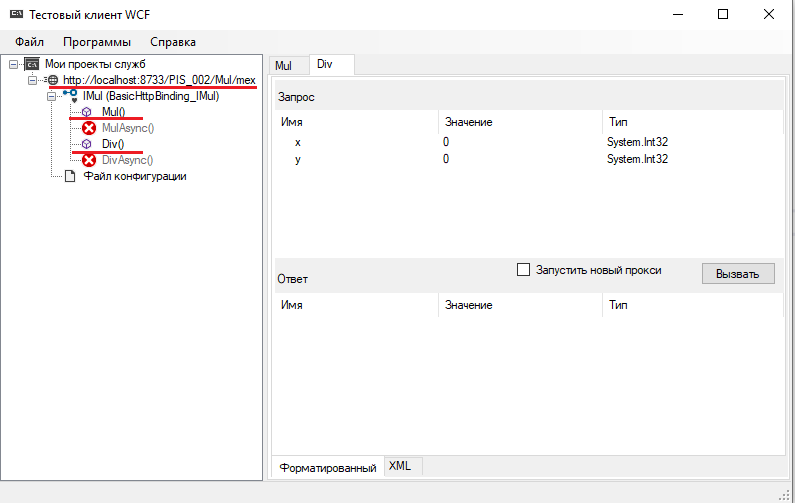 Тестовый клиент WCF
Файл Программы Справка
Мои проекты служб
http://localhost:8733/PIS_002/Mul/mex
IMul (BasicHttpBinding_IMul)
Mul()
MulAsync()
Div()
DivAsync()
Файл конфигурации
Mul Div
Запрос
Имя Значение Тип
x 0 System.Int32
y 0 System.Int32
Запустить новый прокси Вызвать
Ответ
Имя Значение Тип
Форматированный XML